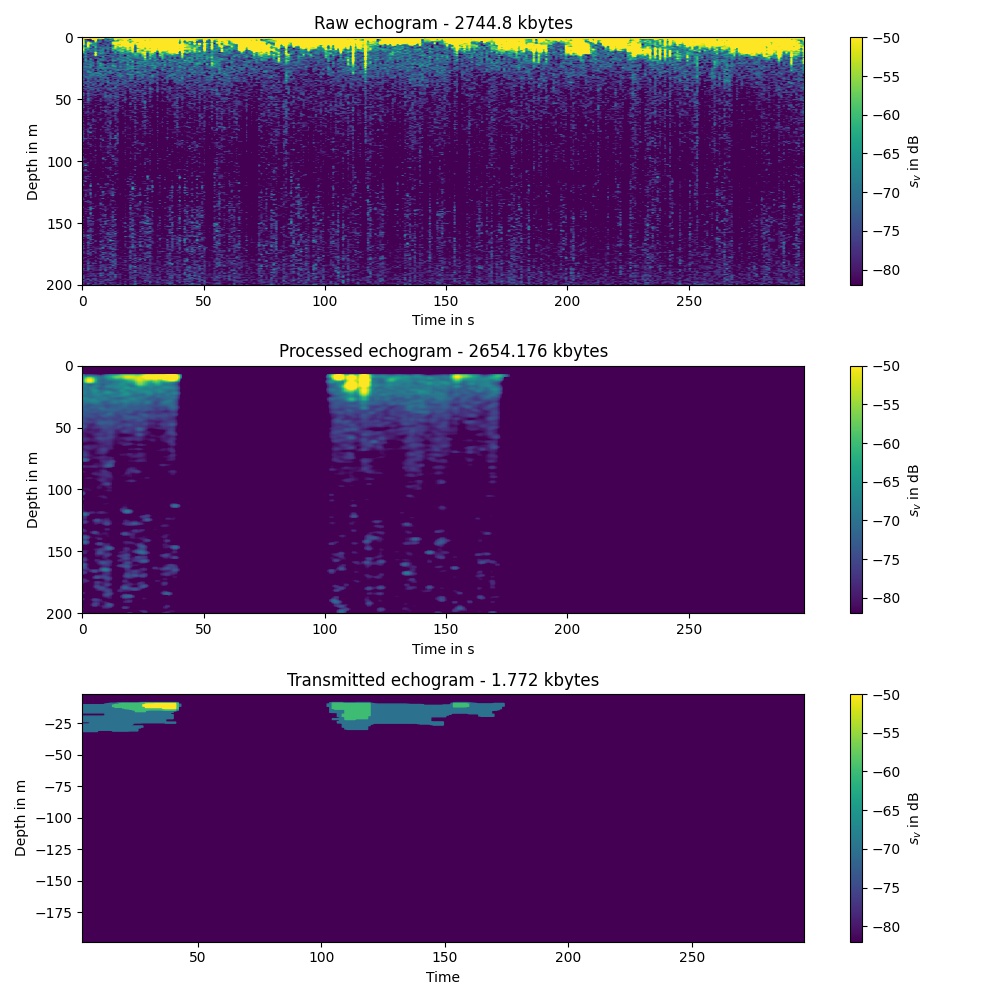 Raw echogram - 2744.8 kbytes
0
50
100
150
200
Depth in m
0 50 100 150 200 250
Time in s
−50
−55
−60
−65
−70
−75
−80
s_v in dB
Processed echogram - 2654.176 kbytes
0
50
100
150
200
Depth in m
0 50 100 150 200 250
Time in s
−50
−55
−60
−65
−70
−75
−80
s_v in dB
Transmitted echogram - 1.772 kbytes
−25
−50
−75
−100
−125
−150
−175
Depth in m
50 100 150 200 250
Time
−50
−55
−60
−65
−70
−75
−80
s_v in dB